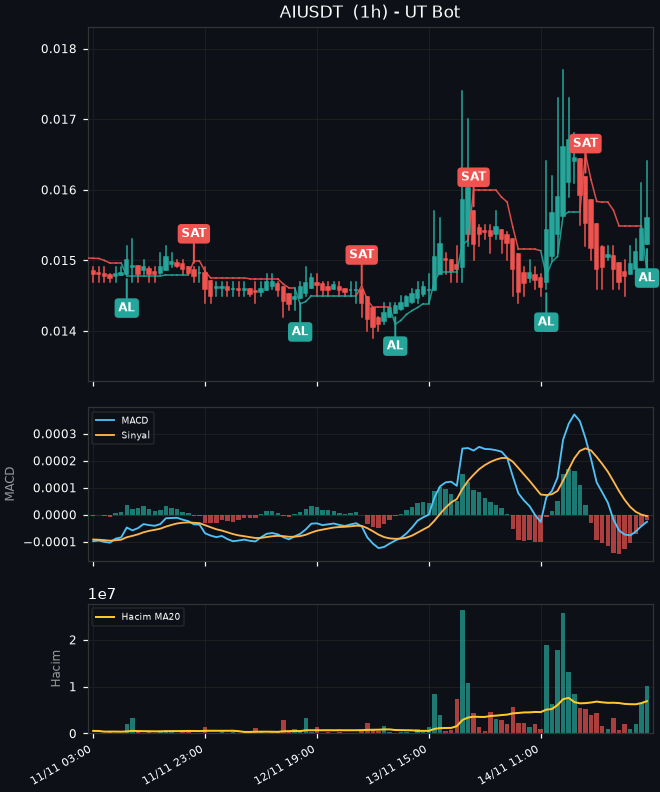 AIUSDT  (1h) - UT Bot
0.018
0.017
0.016
0.015
0.014
SAT
SAT
SAT
SAT
AL
AL
AL
AL
AL
MACD
MACD
Sinyal
0.0003
0.0002
0.0001
0.0000
−0.0001
1e7
Hacim MA20
Hacim
2
1
0
11/11 03:00
11/11 23:00
12/11 19:00
13/11 15:00
14/11 11:00